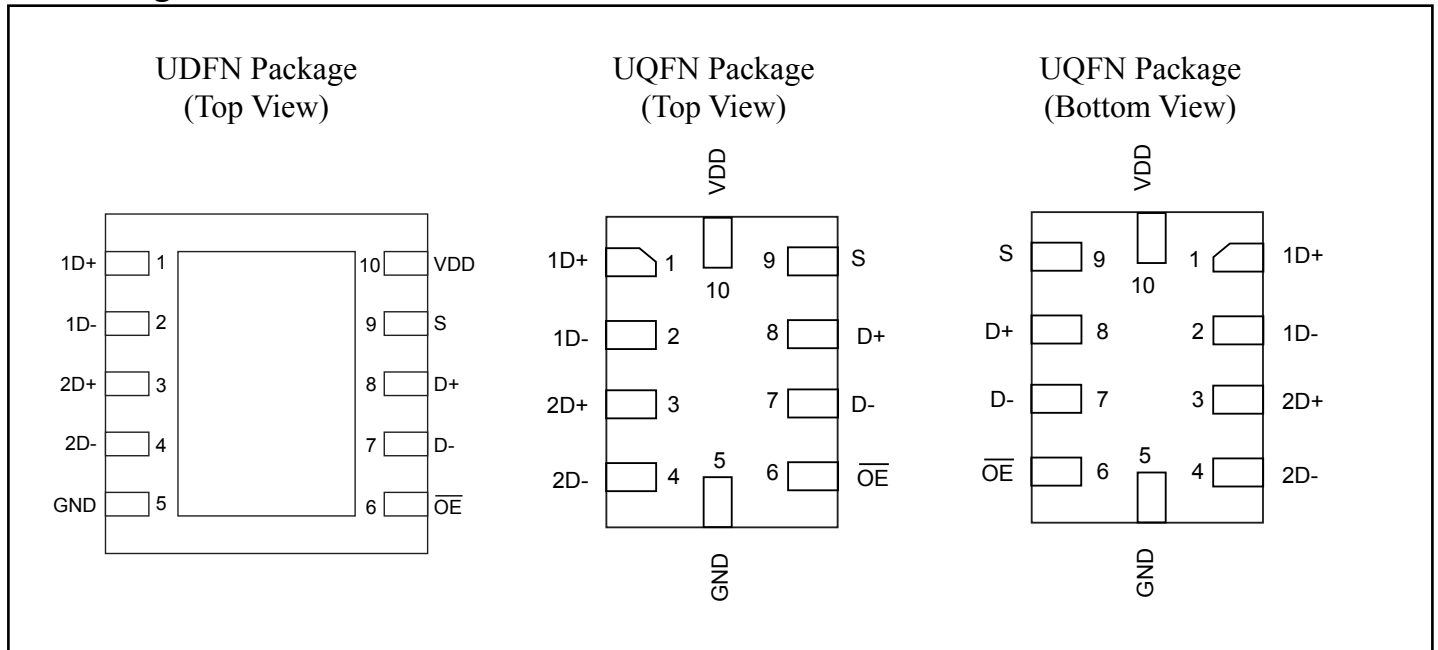 UDFN Package
(Top View)
1D+ 1 10 VDD
1D- 2 9 S
2D+ 3 8 D+
2D- 4 7 D-
GND 5 6 O̅E̅
UQFN Package
(Top View)
VDD
10
1D+ 1 9 S
1D- 2 8 D+
2D+ 3 7 D-
2D- 4 6 O̅E̅
5
GND
UQFN Package
(Bottom View)
VDD
10
S 9 1 1D+
D+ 8 2 1D-
D- 7 3 2D+
O̅E̅ 6 4 2D-
5
GND